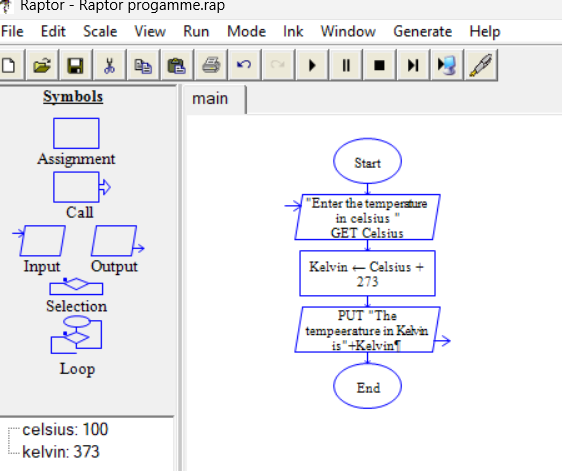 Raptor - Raptor progamme.rap
File Edit Scale View Run Mode Ink Window Generate Help
Symbols
Assignment
Call
Input Output
Selection
Loop
celsius: 100
kelvin: 373
main
Start
"Enter the temperature
in celsius "
GET Celsius
Kelvin ← Celsius +
273
PUT "The
tempeerature in Kelvin
is"+Kelvin¶
End